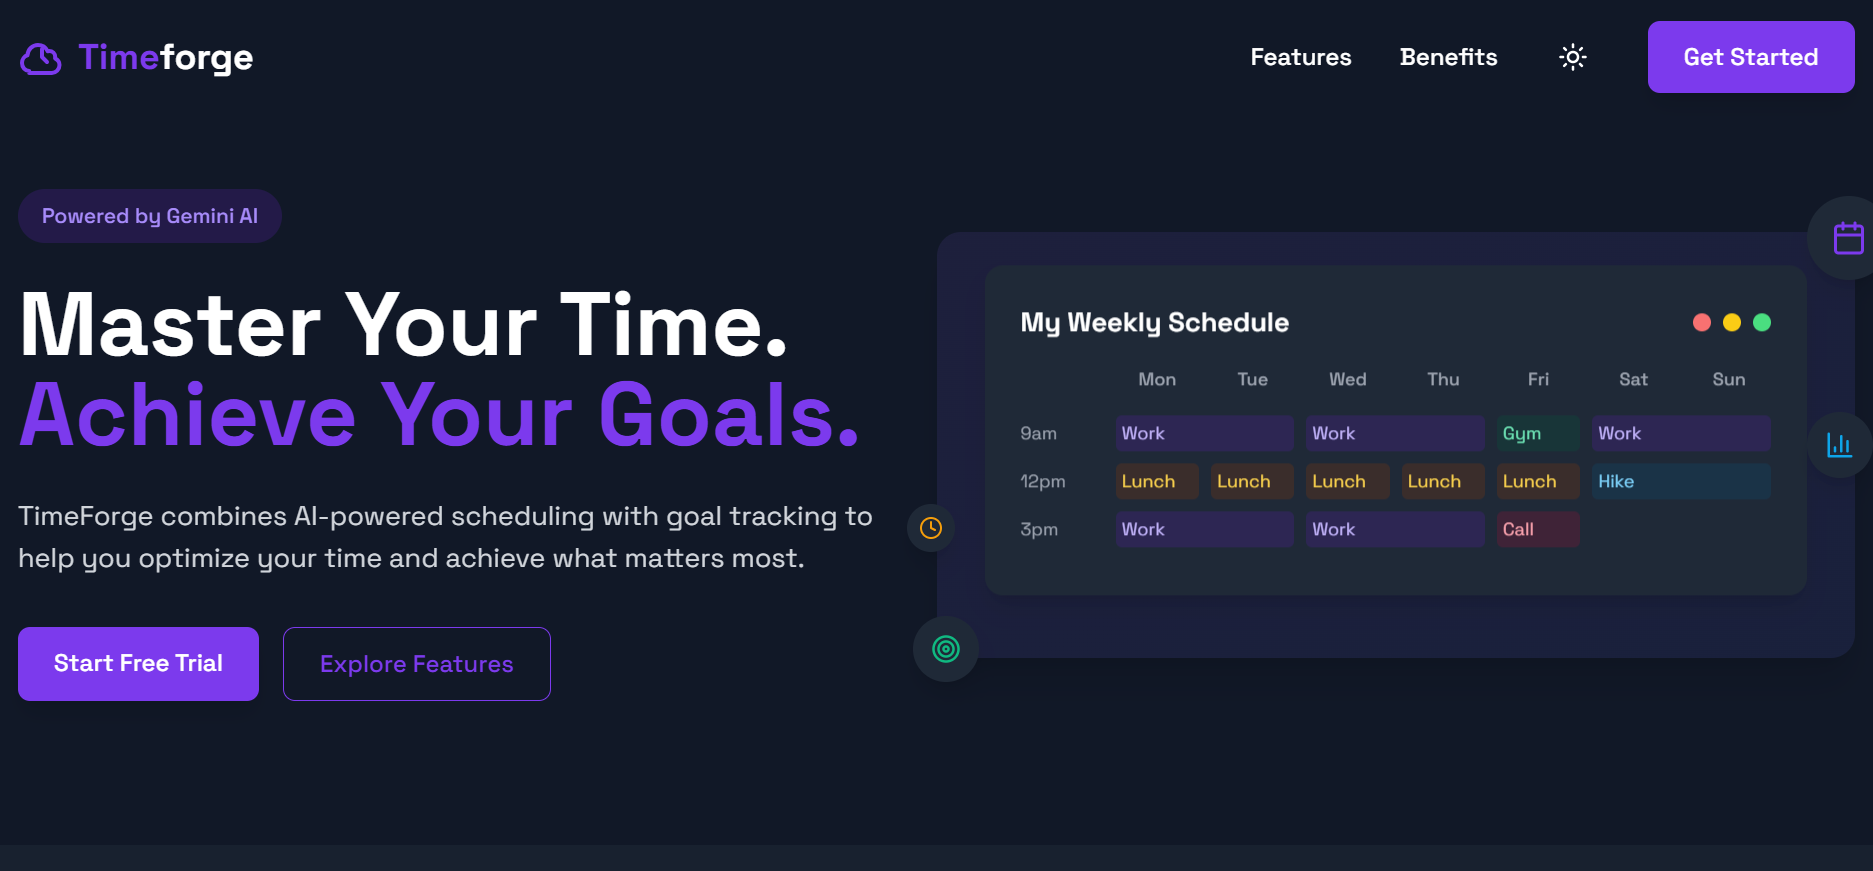 Timeforge
Features Benefits Get Started
Powered by Gemini AI
Master Your Time.
Achieve Your Goals.
TimeForge combines AI-powered scheduling with goal tracking to
help you optimize your time and achieve what matters most.
Start Free Trial Explore Features
My Weekly Schedule
Mon Tue Wed Thu Fri Sat Sun
9am Work Work Gym Work
12pm Lunch Lunch Lunch Lunch Lunch Hike
3pm Work Work Call